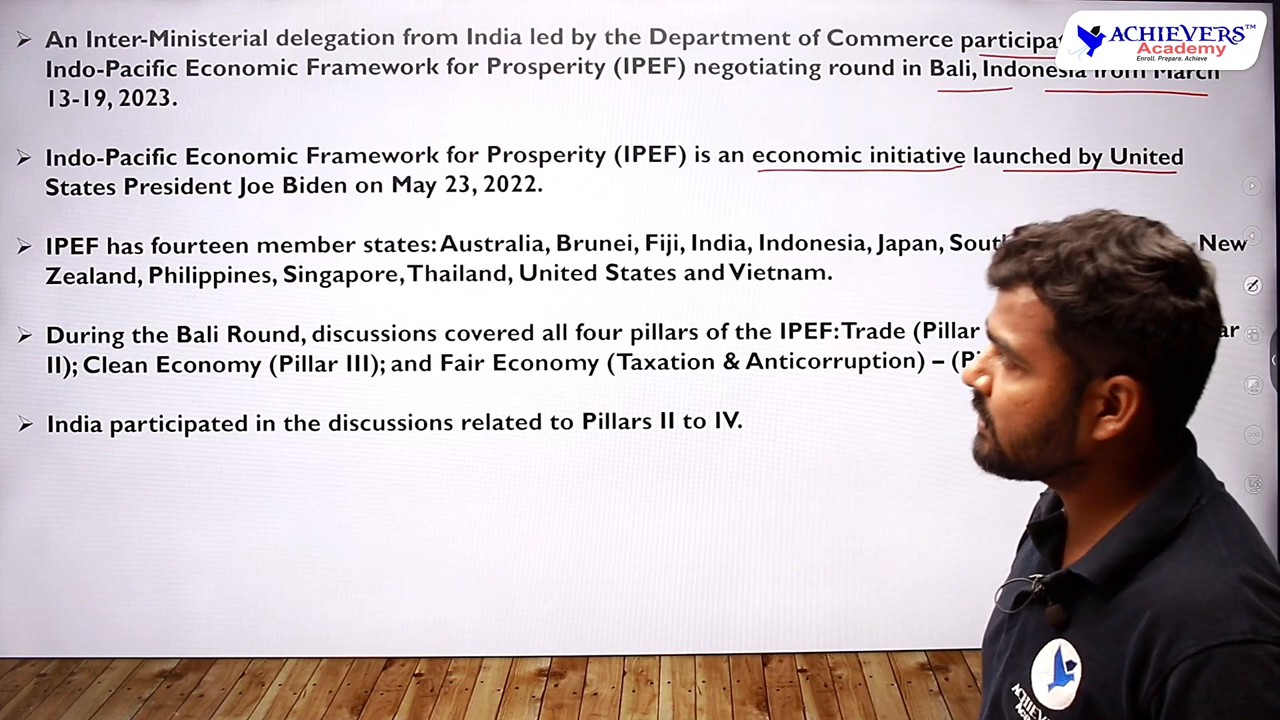 An Inter-Ministerial delegation from India led by the Department of Commerce
Indo-Pacific Economic Framework for Prosperity (IPEF) negotiating round in Bali, Indonesia from March
13-19, 2023.
Indo-Pacific Economic Framework for Prosperity (IPEF) is an economic initiative launched by United
States President Joe Biden on May 23, 2022.
IPEF has fourteen member states: Australia, Brunei, Fiji, India, Indonesia, Japan, New
Zealand, Philippines, Singapore, Thailand, United States and Vietnam.
During the Bali Round, discussions covered all four pillars of the IPEF: Trade (Pillar
II); Clean Economy (Pillar III); and Fair Economy (Taxation & Anticorruption) –
India participated in the discussions related to Pillars II to IV.
ACHIEVERS™
Academy
Enroll. Prepare. Achieve